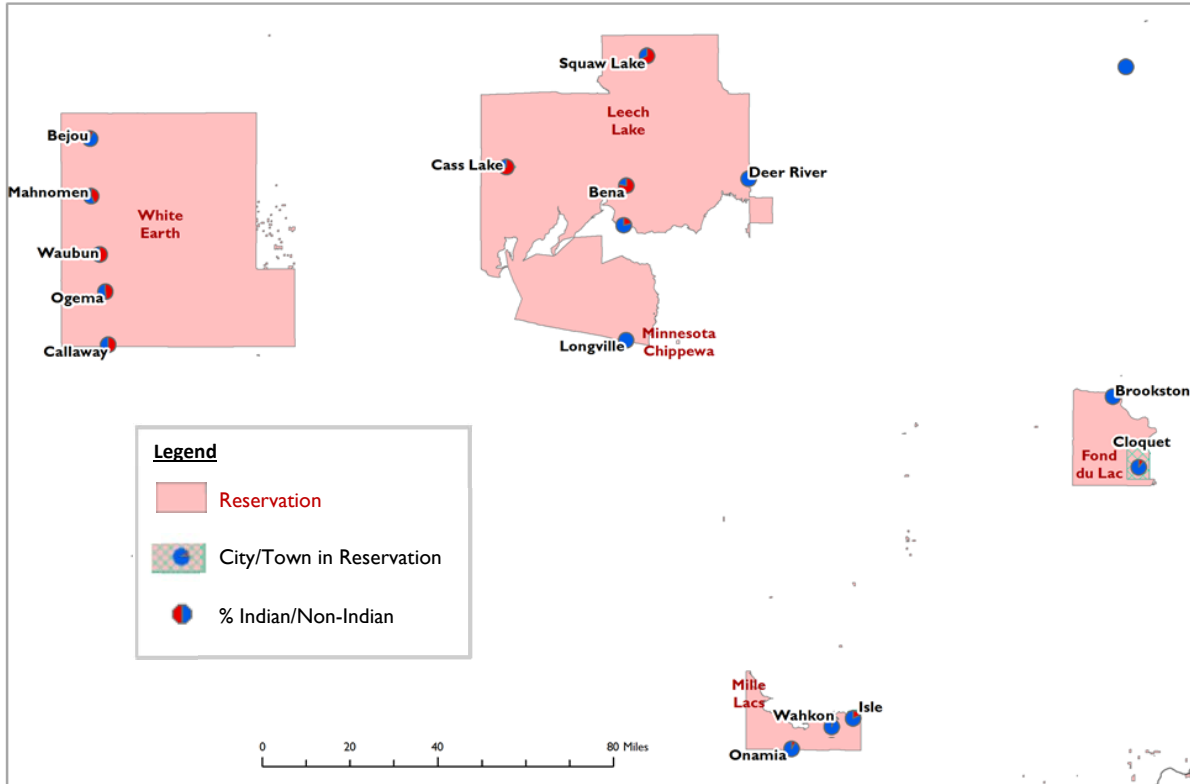 Squaw Lake
Leech
Lake
Bejou
Cass Lake
Deer River
Mahnomen
Bena
White
Earth
Waubun
Ogema
Minnesota
Chippewa
Longville
Callaway
Brookston
Cloquet
Fond
du Lac
Legend
Reservation
City/Town in Reservation
% Indian/Non-Indian
Mille
Lacs
Isle
Wahkon
Onamia
0 20 40 80 Miles